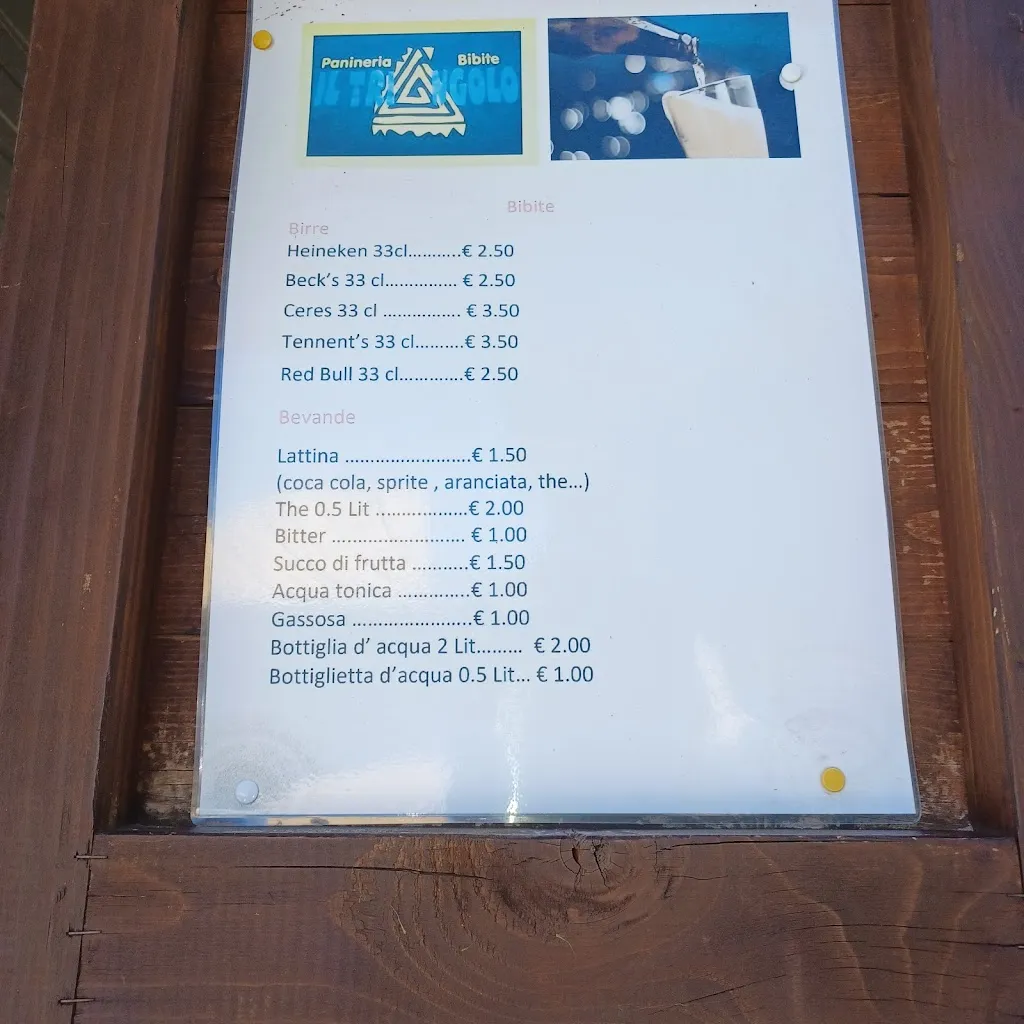 Panineria Bibite
IL TRIANGOLO
Bibite
Birre
Heineken 33cl...........€ 2.50
Beck's 33 cl............... € 2.50
Ceres 33 cl ................ € 3.50
Tennent's 33 cl..........€ 3.50
Red Bull 33 cl.............€ 2.50
Bevande
Lattina .........................€ 1.50
(coca cola, sprite , aranciata, the...)
The 0.5 Lit ..................€ 2.00
Bitter .......................... € 1.00
Succo di frutta ...........€ 1.50
Acqua tonica ..............€ 1.00
Gassosa ........................€ 1.00
Bottiglia d' acqua 2 Lit......... € 2.00
Bottiglietta d'acqua 0.5 Lit... € 1.00